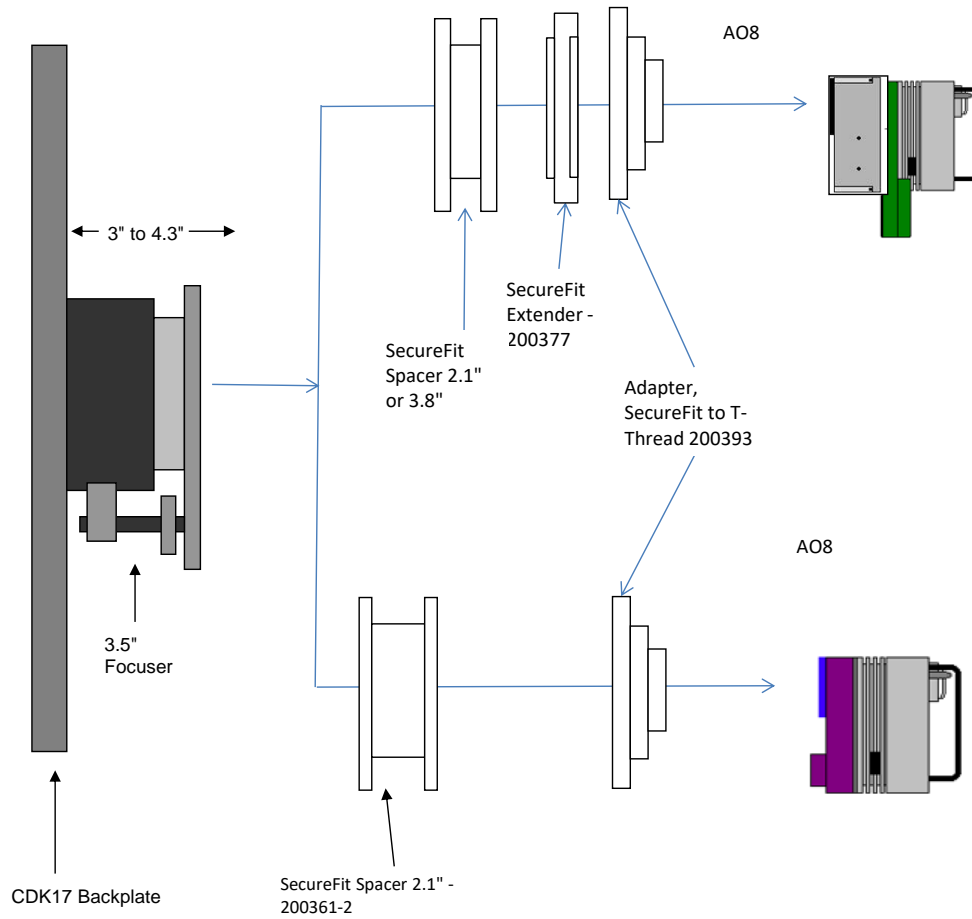 AO8
3" to 4.3"
SecureFit
Extender -
200377
SecureFit
Spacer 2.1"
or 3.8"
Adapter,
SecureFit to T-
Thread 200393
AO8
3.5"
Focuser
SecureFit Spacer 2.1" -
200361-2
CDK17 Backplate